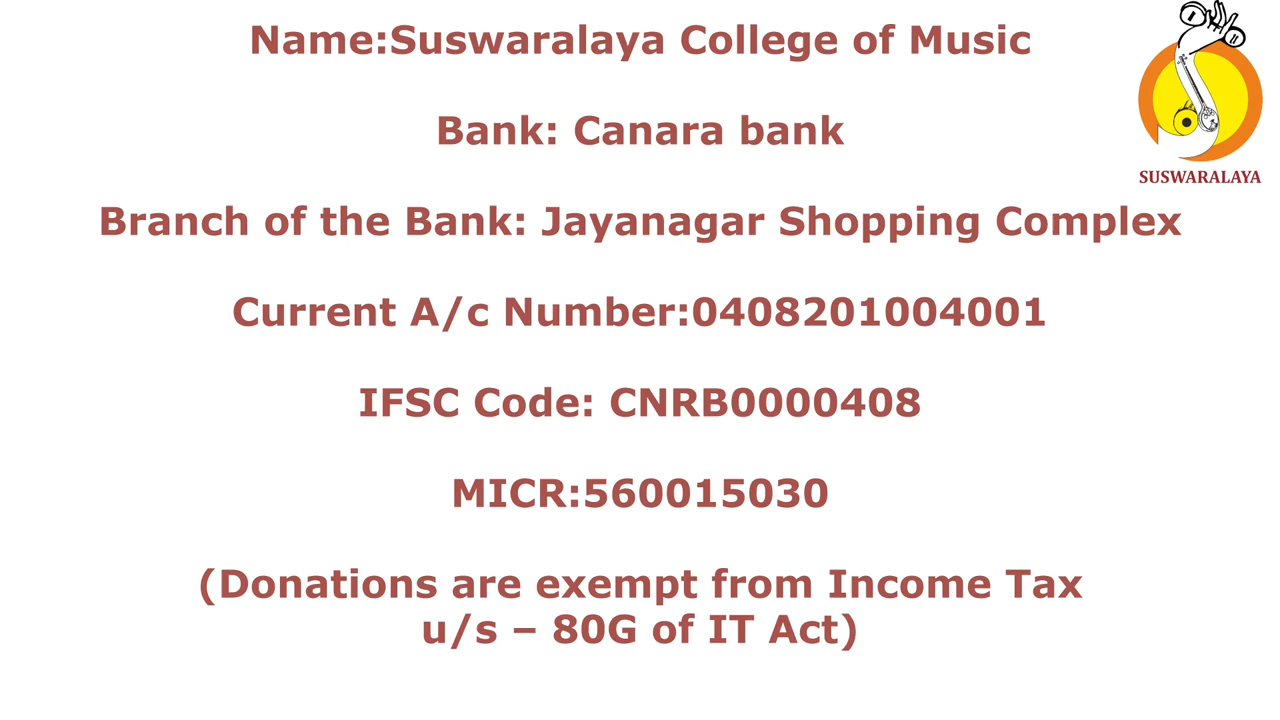 Name:Suswaralaya College of Music
SUSWARALAYA
Bank: Canara bank
Branch of the Bank: Jayanagar Shopping Complex
Current A/c Number:0408201004001
IFSC Code: CNRB0000408
MICR:560015030
(Donations are exempt from Income Tax
u/s – 80G of IT Act)